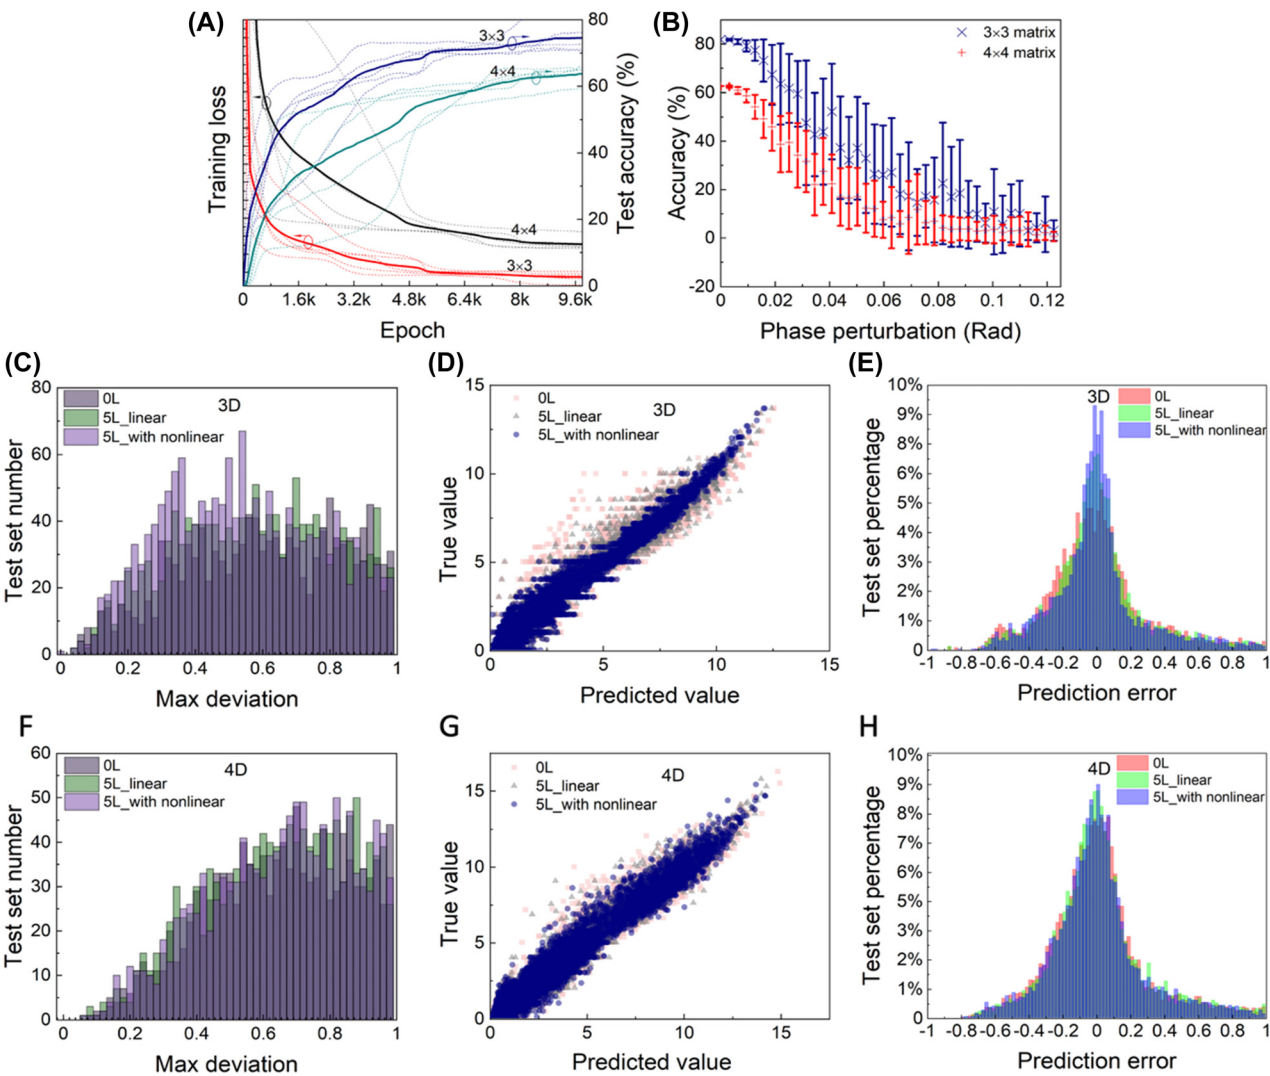 (A)
Training loss
3×3
4×4
4×4
3×3
80
60
40
20
0
Test accuracy (%)
0 1.6k 3.2k 4.8k 6.4k 8k 9.6k
Epoch
(B)
Accuracy (%)
80
60
40
20
0
-20
3×3 matrix
4×4 matrix
0 0.02 0.04 0.06 0.08 0.1 0.12
Phase perturbation (Rad)
(C)
Test set number
80
60
40
20
0
0L
5L_linear
5L_with nonlinear
3D
0 0.2 0.4 0.6 0.8 1
Max deviation
(D)
True value
15
10
5
0
0L
5L_linear
5L_with nonlinear
3D
0 5 10 15
Predicted value
(E)
Test set percentage
10%
9%
8%
6%
5%
4%
3%
2%
1%
0
3D
0L
5L_linear
5L_with nonlinear
-1 -0.8 -0.6 -0.4 -0.2 0 0.2 0.4 0.6 0.8 1
Prediction error
F
Test set number
60
50
40
30
20
10
0
0L
5L_linear
5L_with nonlinear
4D
0 0.2 0.4 0.6 0.8 1
Max deviation
G
True value
15
10
5
0
0L
5L_linear
5L_with nonlinear
4D
0 5 10 15
Predicted value
H
Test set percentage
10%
9%
8%
7%
5%
4%
3%
2%
1%
0
4D
0L
5L_linear
5L_with nonlinear
-1 -0.8 -0.6 -0.4 -0.2 0 0.2 0.4 0.6 0.8 1
Prediction error